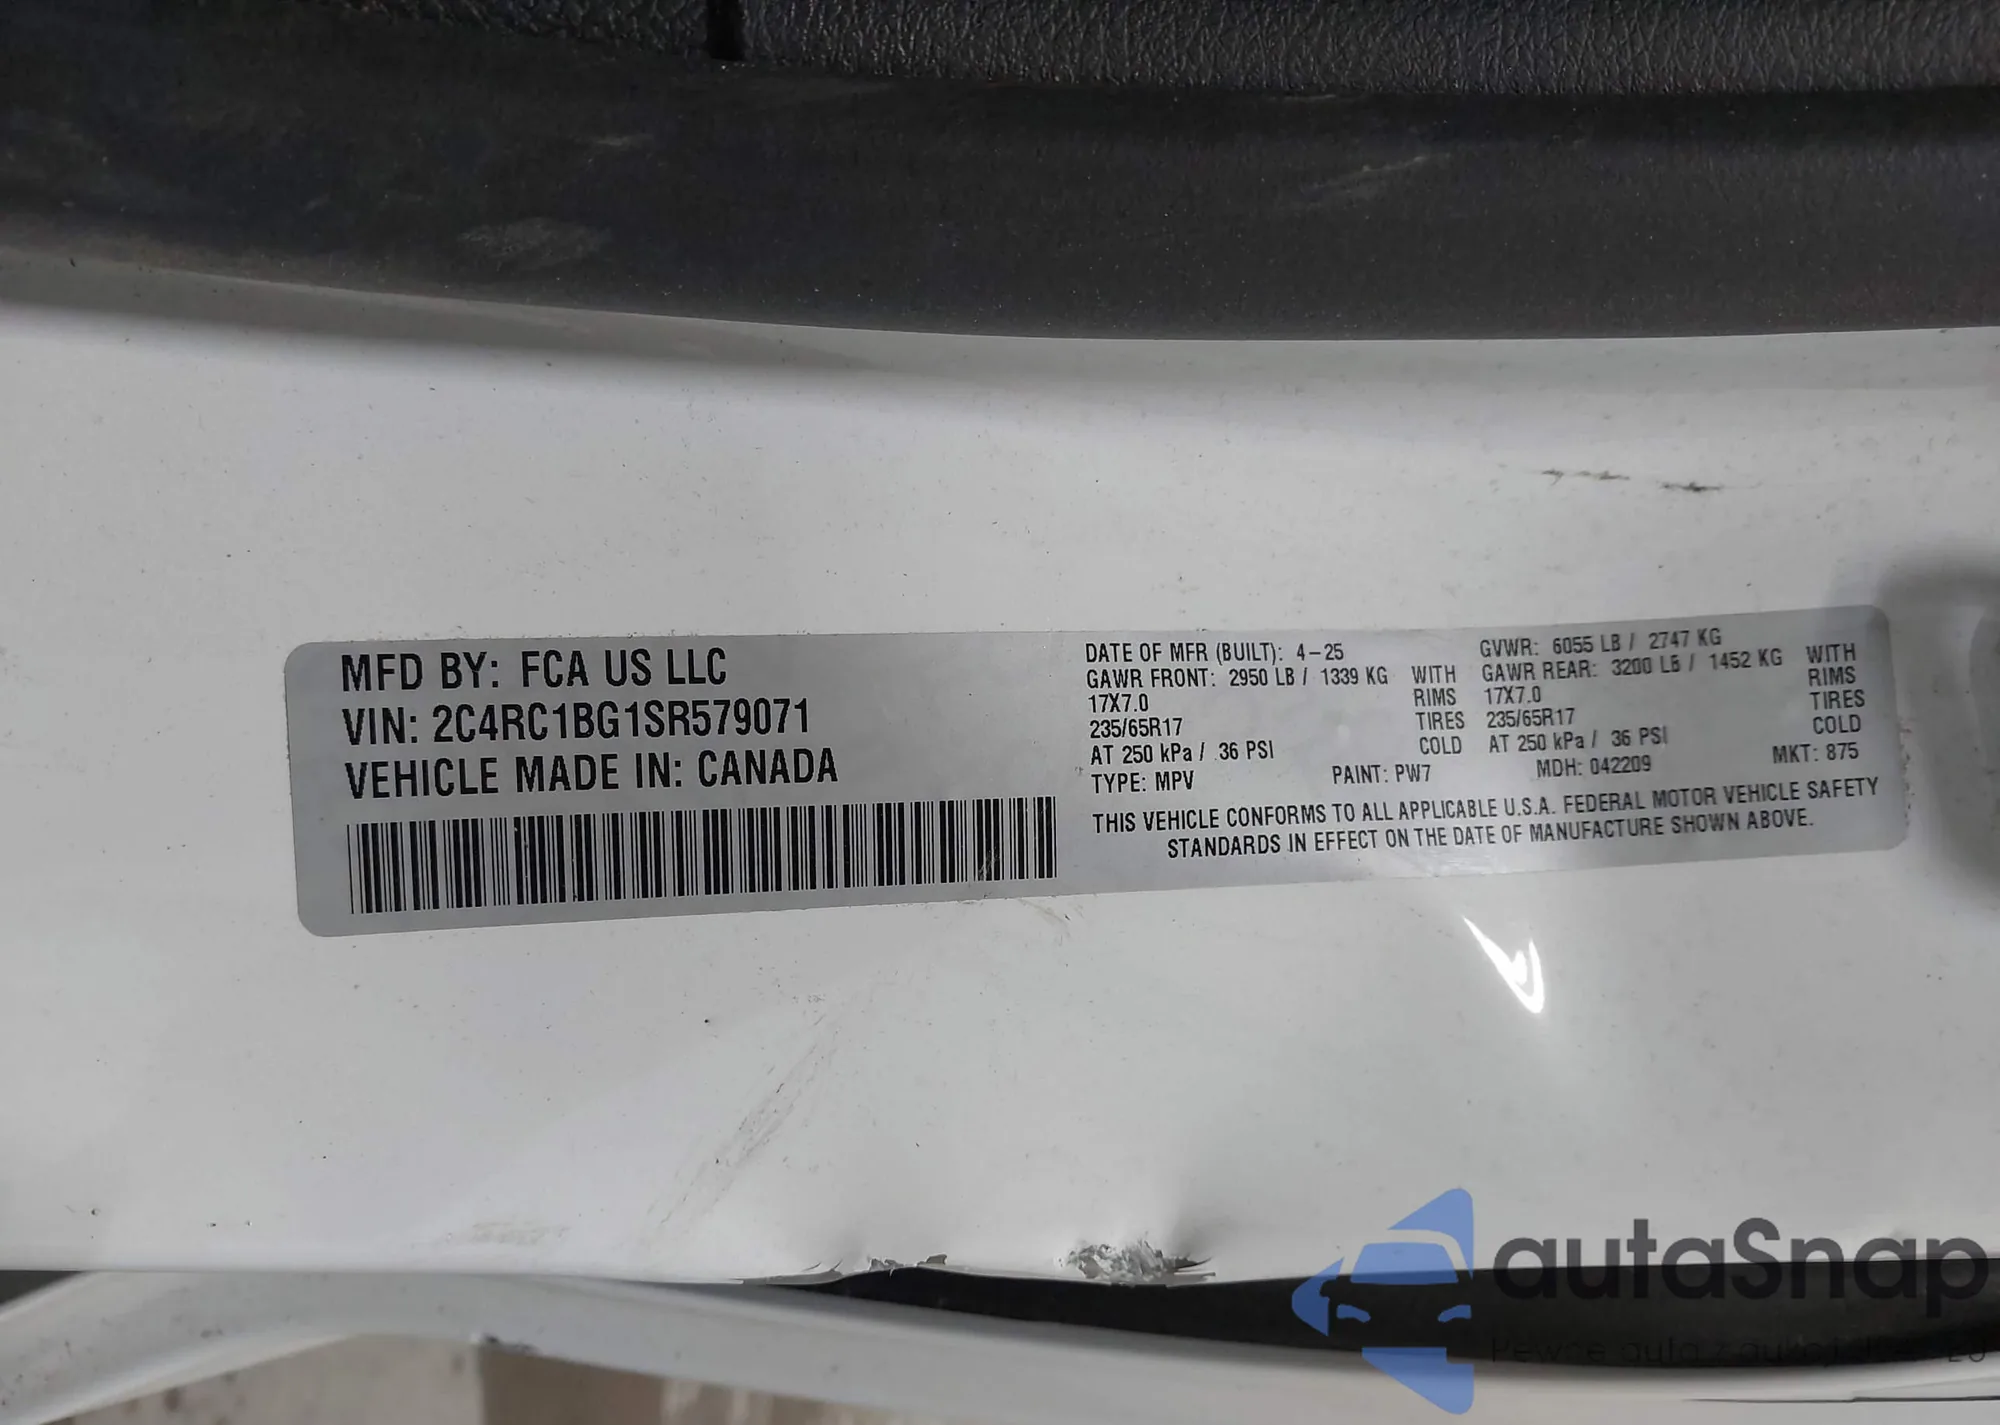 MFD BY: FCA US LLC
VIN: 2C4RC1BG1SR579071
VEHICLE MADE IN: CANADA
DATE OF MFR (BUILT): 4-25
GVWR: 6055 LB / 2747 KG
GAWR FRONT: 2950 LB / 1339 KG WITH
GAWR REAR: 3200 LB / 1452 KG WITH
17X7.0 RIMS
17X7.0 RIMS
235/65R17 TIRES
235/65R17 TIRES
AT 250 kPa / 36 PSI COLD
AT 250 kPa / 36 PSI COLD
TYPE: MPV PAINT: PW7 MDH: 042209 MKT: 875
THIS VEHICLE CONFORMS TO ALL APPLICABLE U.S.A. FEDERAL MOTOR VEHICLE SAFETY
STANDARDS IN EFFECT ON THE DATE OF MANUFACTURE SHOWN ABOVE.
autaSnap
Pewne auta z